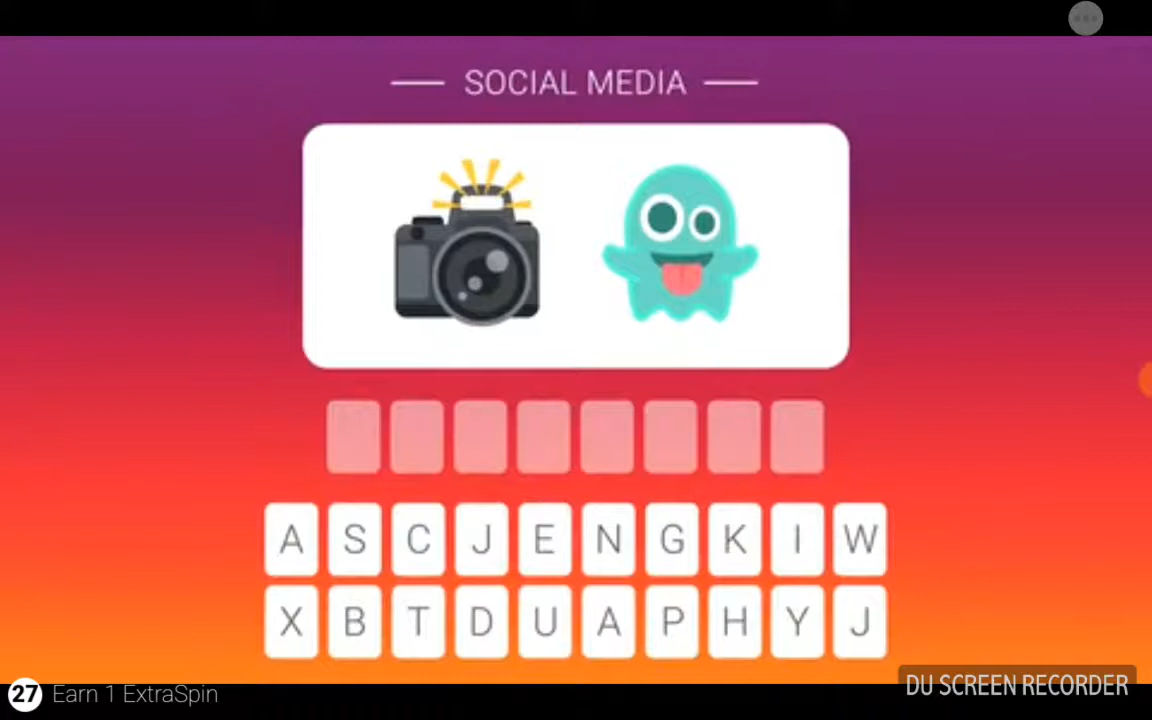 SOCIAL MEDIA
A S C J E N G K I W
X B T D U A P H Y J
27 Earn 1 ExtraSpin
DU SCREEN RECORDER